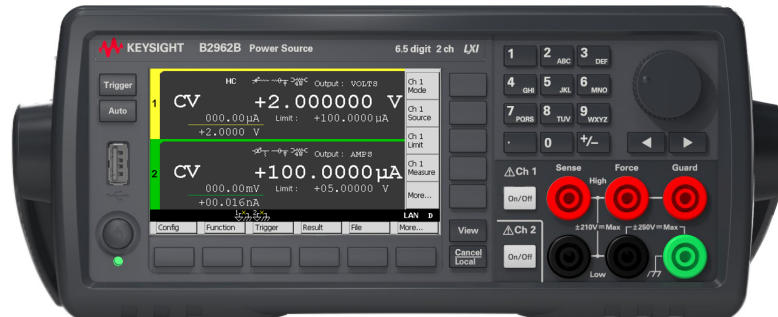 KEYSIGHT B2962B Power Source 6.5 digit 2 ch LXI
Trigger
Auto
1
HC Output: VOLTS
CV +2.000000 V
000.00µA Limit: +100.0000µA
+2.0000 V
Ch 1 Mode
Ch 1 Source
Ch 1 Limit
Ch 1 Measure
More...
2
Output: AMPS
CV +100.0000µA
000.00mV Limit: +05.00000 V
+00.016nA
LAN D
Config Function Trigger Result File More...
View
Cancel Local
1 2 ABC 3 DEF
4 GHI 5 JKL 6 MNO
7 PQRS 8 TUV 9 WXYZ
. 0 +/−
⚠Ch 1 Sense Force Guard
On/Off
High
±210V⎓Max ±250V⎓Max
⚠Ch 2
On/Off
Low